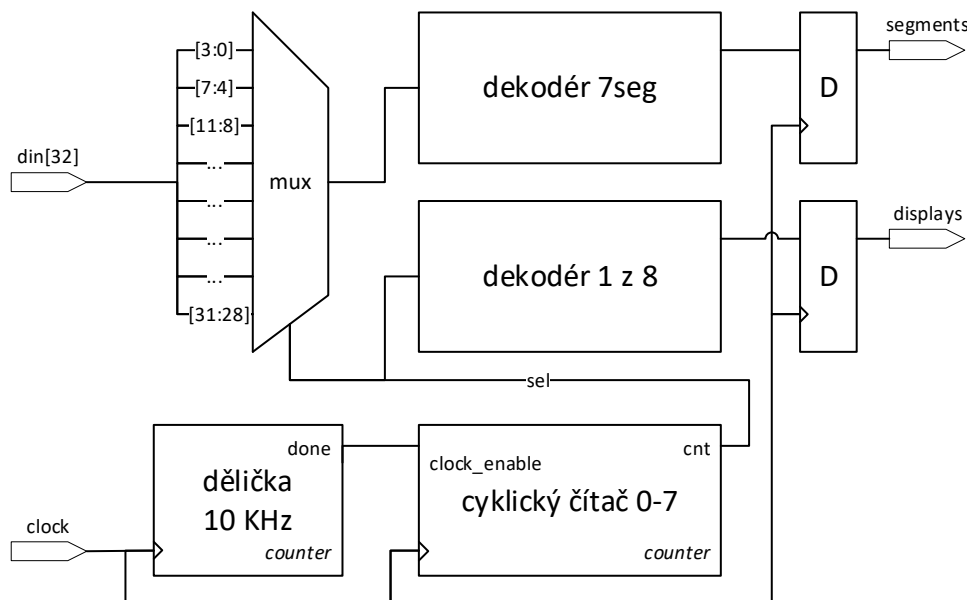 segments
[3:0]
[7:4]
[11:8]
...
...
...
...
[31:28]
din[32]
mux
dekodér 7seg
D
displays
dekodér 1 z 8
D
sel
done
dělička
10 KHz
counter
clock_enable
cnt
cyklický čítač 0-7
counter
clock